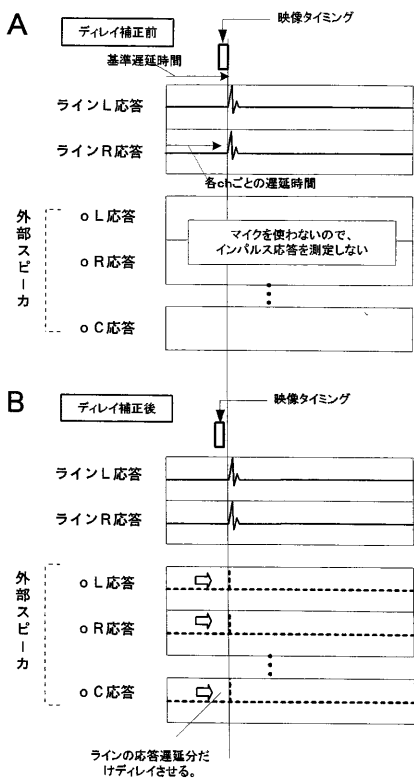 A
ディレイ補正前
映像タイミング
基準遅延時間
ラインL応答
ラインR応答
各chごとの遅延時間
外部スピーカ
o L応答
マイクを使わないので、
インパルス応答を測定しない
o R応答
o C応答
B
ディレイ補正後
映像タイミング
ラインL応答
ラインR応答
外部スピーカ
o L応答
o R応答
o C応答
ラインの応答遅延分だ
けディレイさせる。